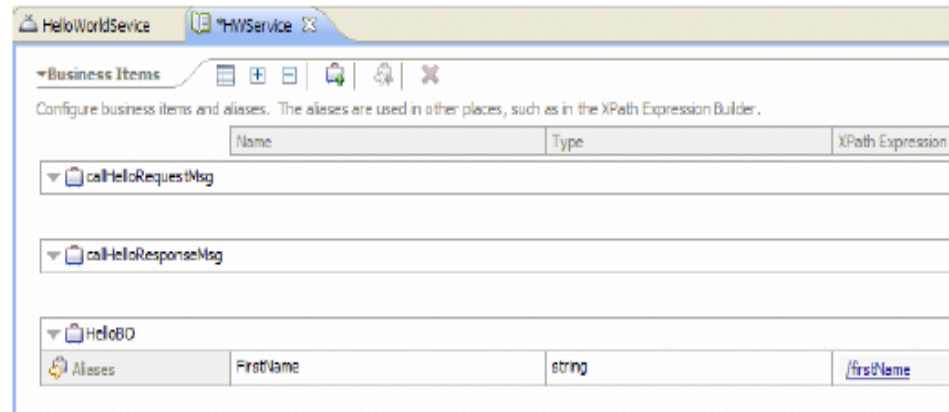 HelloWorldSevice *HWService
Business Items
Configure business items and aliases. The aliases are used in other places, such as in the XPath Expression Builder.
Name Type XPath Expression
callHelloRequestMsg
callHelloResponseMsg
HelloBO
Aliases FirstName string /firstName